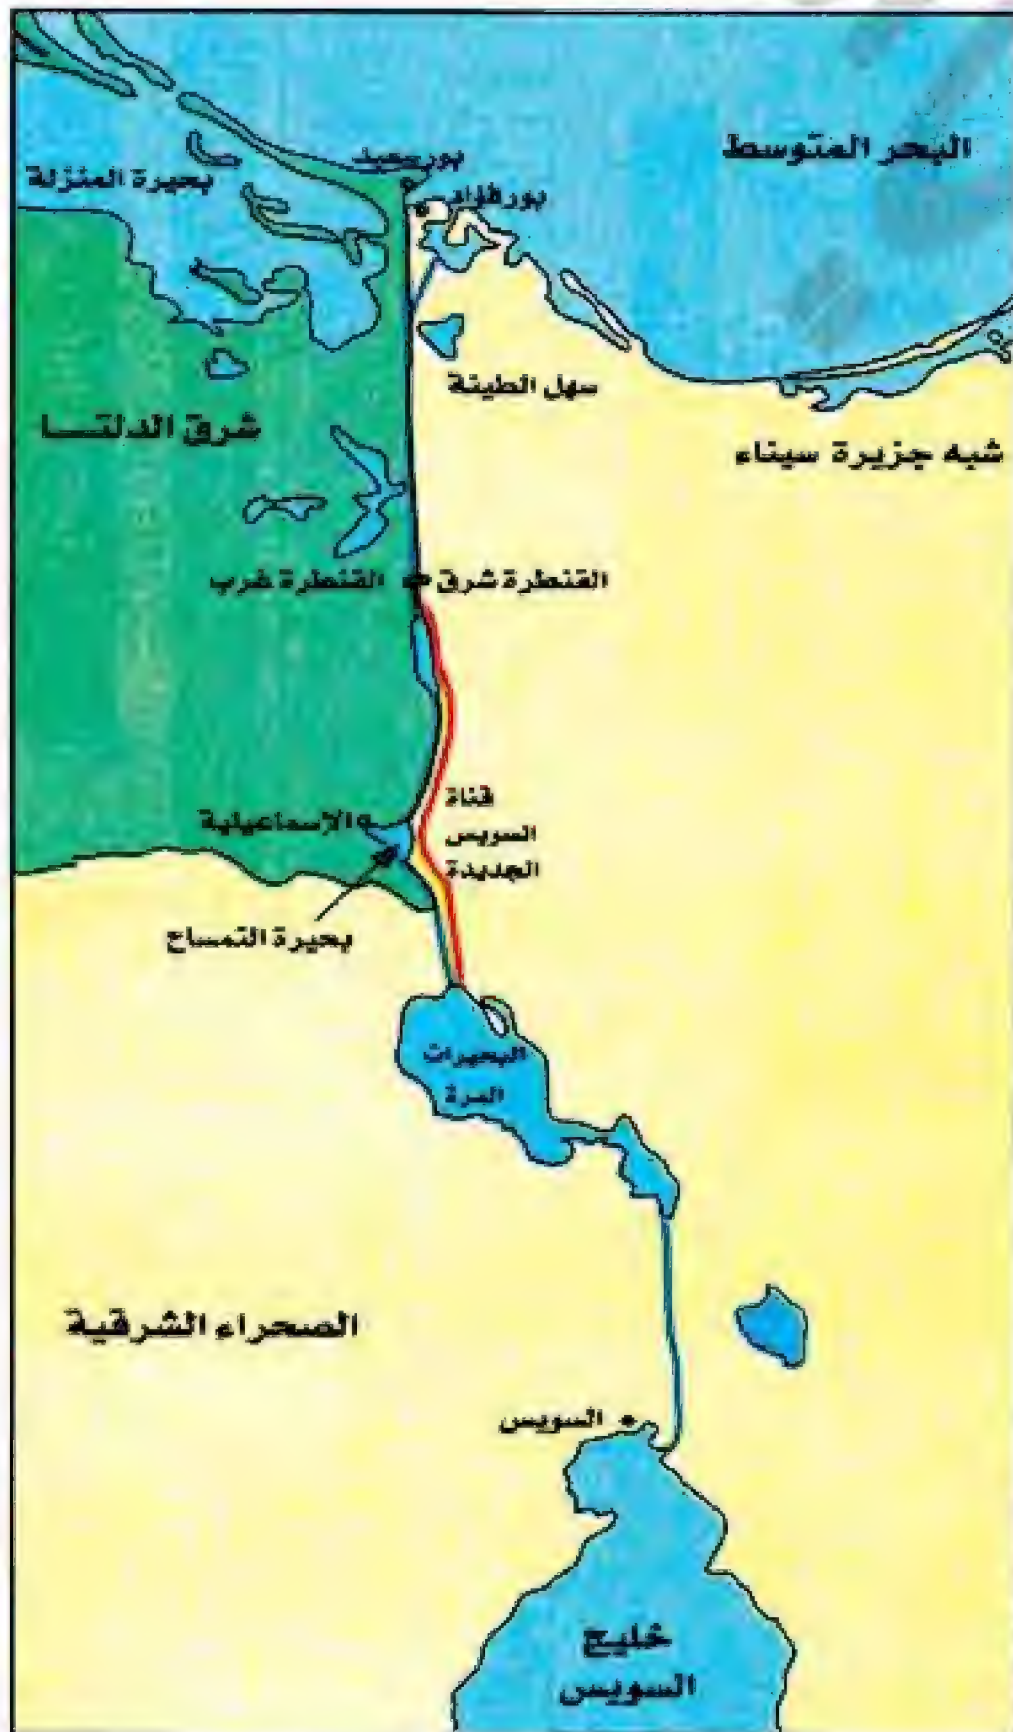 البحر المتوسط
بورسعيد
بحيرة المنزلة
بورفؤاد
سهل الطينة
شرق الدلتـــا
شبه جزيرة سيناء
القنطرة شرق
القنطرة غرب
قناة
السويس
الجديدة
الإسماعيلية
بحيرة التمساح
البحيرات
المرة
الصحراء الشرقية
السويس
خليج
السويس